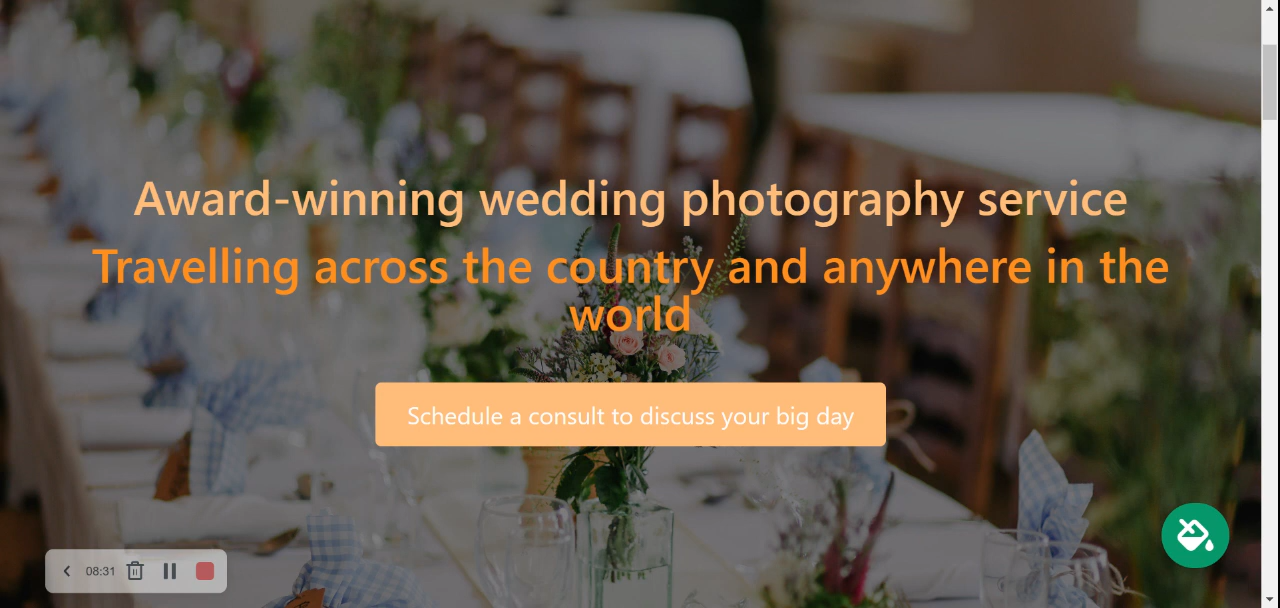 Award-winning wedding photography service
Travelling across the country and anywhere in the
world
Schedule a consult to discuss your big day
08:31